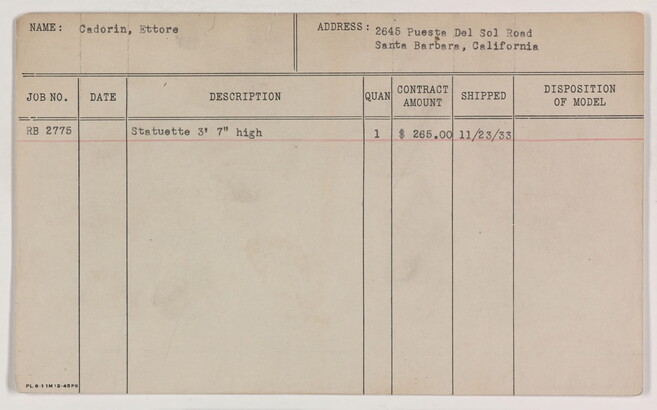 NAME: Cadorin, Ettore
ADDRESS: 2645 Puesta Del Sol Road
Santa Barbara, California
JOB NO. DATE DESCRIPTION QUAN CONTRACT AMOUNT SHIPPED DISPOSITION OF MODEL
RB 2775 Statuette 3' 7" high 1 $ 265.00 11/23/33